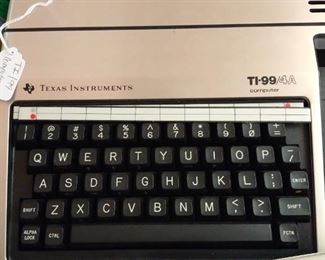 TEXAS INSTRUMENTS
TI-99/4A
computer
! @ # $ % ^ & * ( ) +
1 2 3 4 5 6 7 8 9 0 =
Q W E R T Y U I O P /
A S D F G H J K L : ; ENTER
SHIFT Z X C V B N M < , > . SHIFT
ALPHA LOCK CTRL FCTN